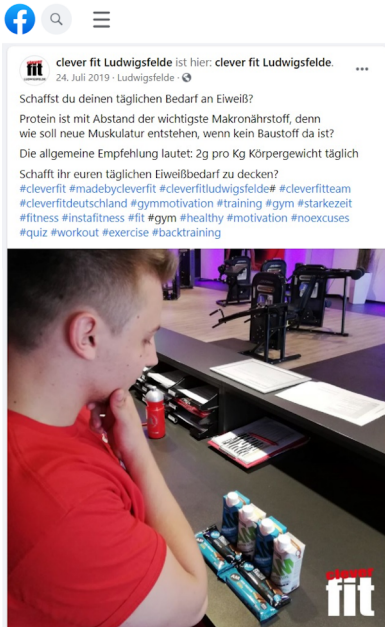 clever fit Ludwigsfelde ist hier: clever fit Ludwigsfelde.
24. Juli 2019 · Ludwigsfelde ·
Schaffst du deinen täglichen Bedarf an Eiweiß?
Protein ist mit Abstand der wichtigste Makronährstoff, denn
wie soll neue Muskulatur entstehen, wenn kein Baustoff da ist?
Die allgemeine Empfehlung lautet: 2g pro Kg Körpergewicht täglich
Schafft ihr euren täglichen Eiweißbedarf zu decken?
#cleverfit #madebycleverfit #cleverfitludwigsfelde# #cleverfitteam
#cleverfitdeutschland #gymmotivation #training #gym #starkezeit
#fitness #instafitness #fit #gym #healthy #motivation #noexcuses
#quiz #workout #exercise #backtraining
clever
fit